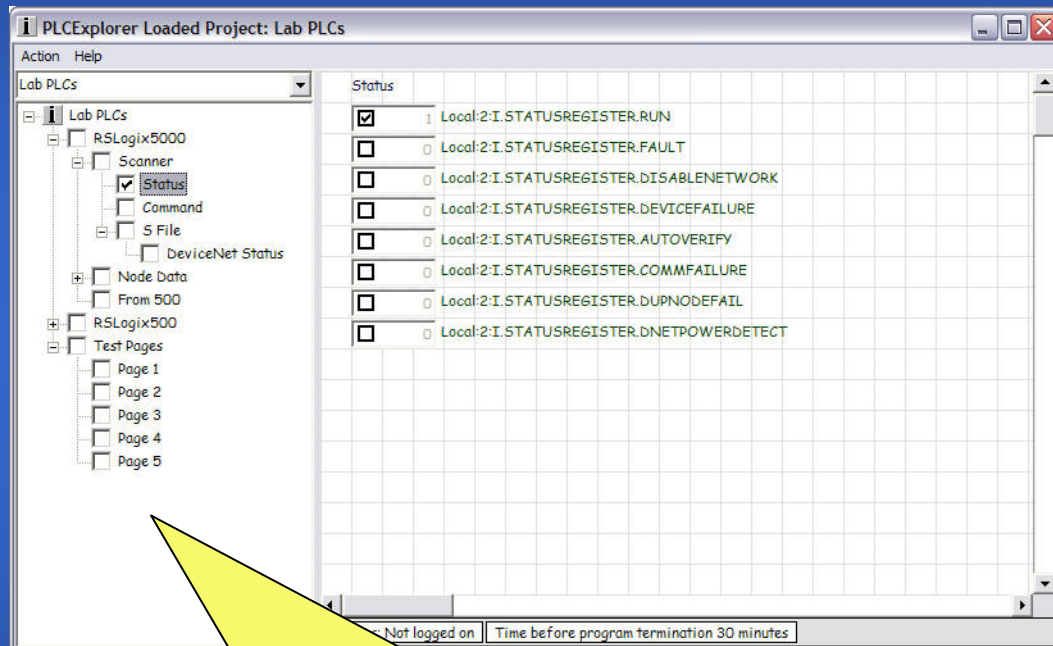 PLCExplorer Loaded Project: Lab PLCs
Action Help
Lab PLCs
Lab PLCs
RSLogix5000
Scanner
Status
Command
S File
DeviceNet Status
Node Data
From 500
RSLogix500
Test Pages
Page 1
Page 2
Page 3
Page 4
Page 5
Status
1 Local:2:I.STATUSREGISTER.RUN
0 Local:2:I.STATUSREGISTER.FAULT
0 Local:2:I.STATUSREGISTER.DISABLENETWORK
0 Local:2:I.STATUSREGISTER.DEVICEFAILURE
0 Local:2:I.STATUSREGISTER.AUTOVERIFY
0 Local:2:I.STATUSREGISTER.COMMFAILURE
0 Local:2:I.STATUSREGISTER.DUPNODEFAIL
0 Local:2:I.STATUSREGISTER.DNETPOWERDETECT
Not logged on
Time before program termination 30 minutes